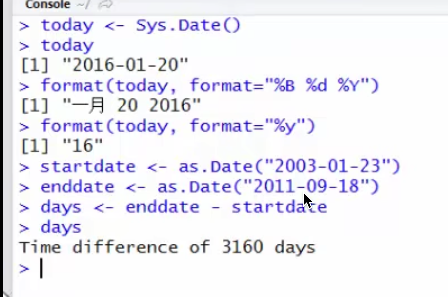 Console ~/
> today <- Sys.Date()
> today
[1] "2016-01-20"
> format(today, format="%B %d %Y")
[1] "一月 20 2016"
> format(today, format="%y")
[1] "16"
> startdate <- as.Date("2003-01-23")
> enddate <- as.Date("2011-09-18")
> days <- enddate - startdate
> days
Time difference of 3160 days
>